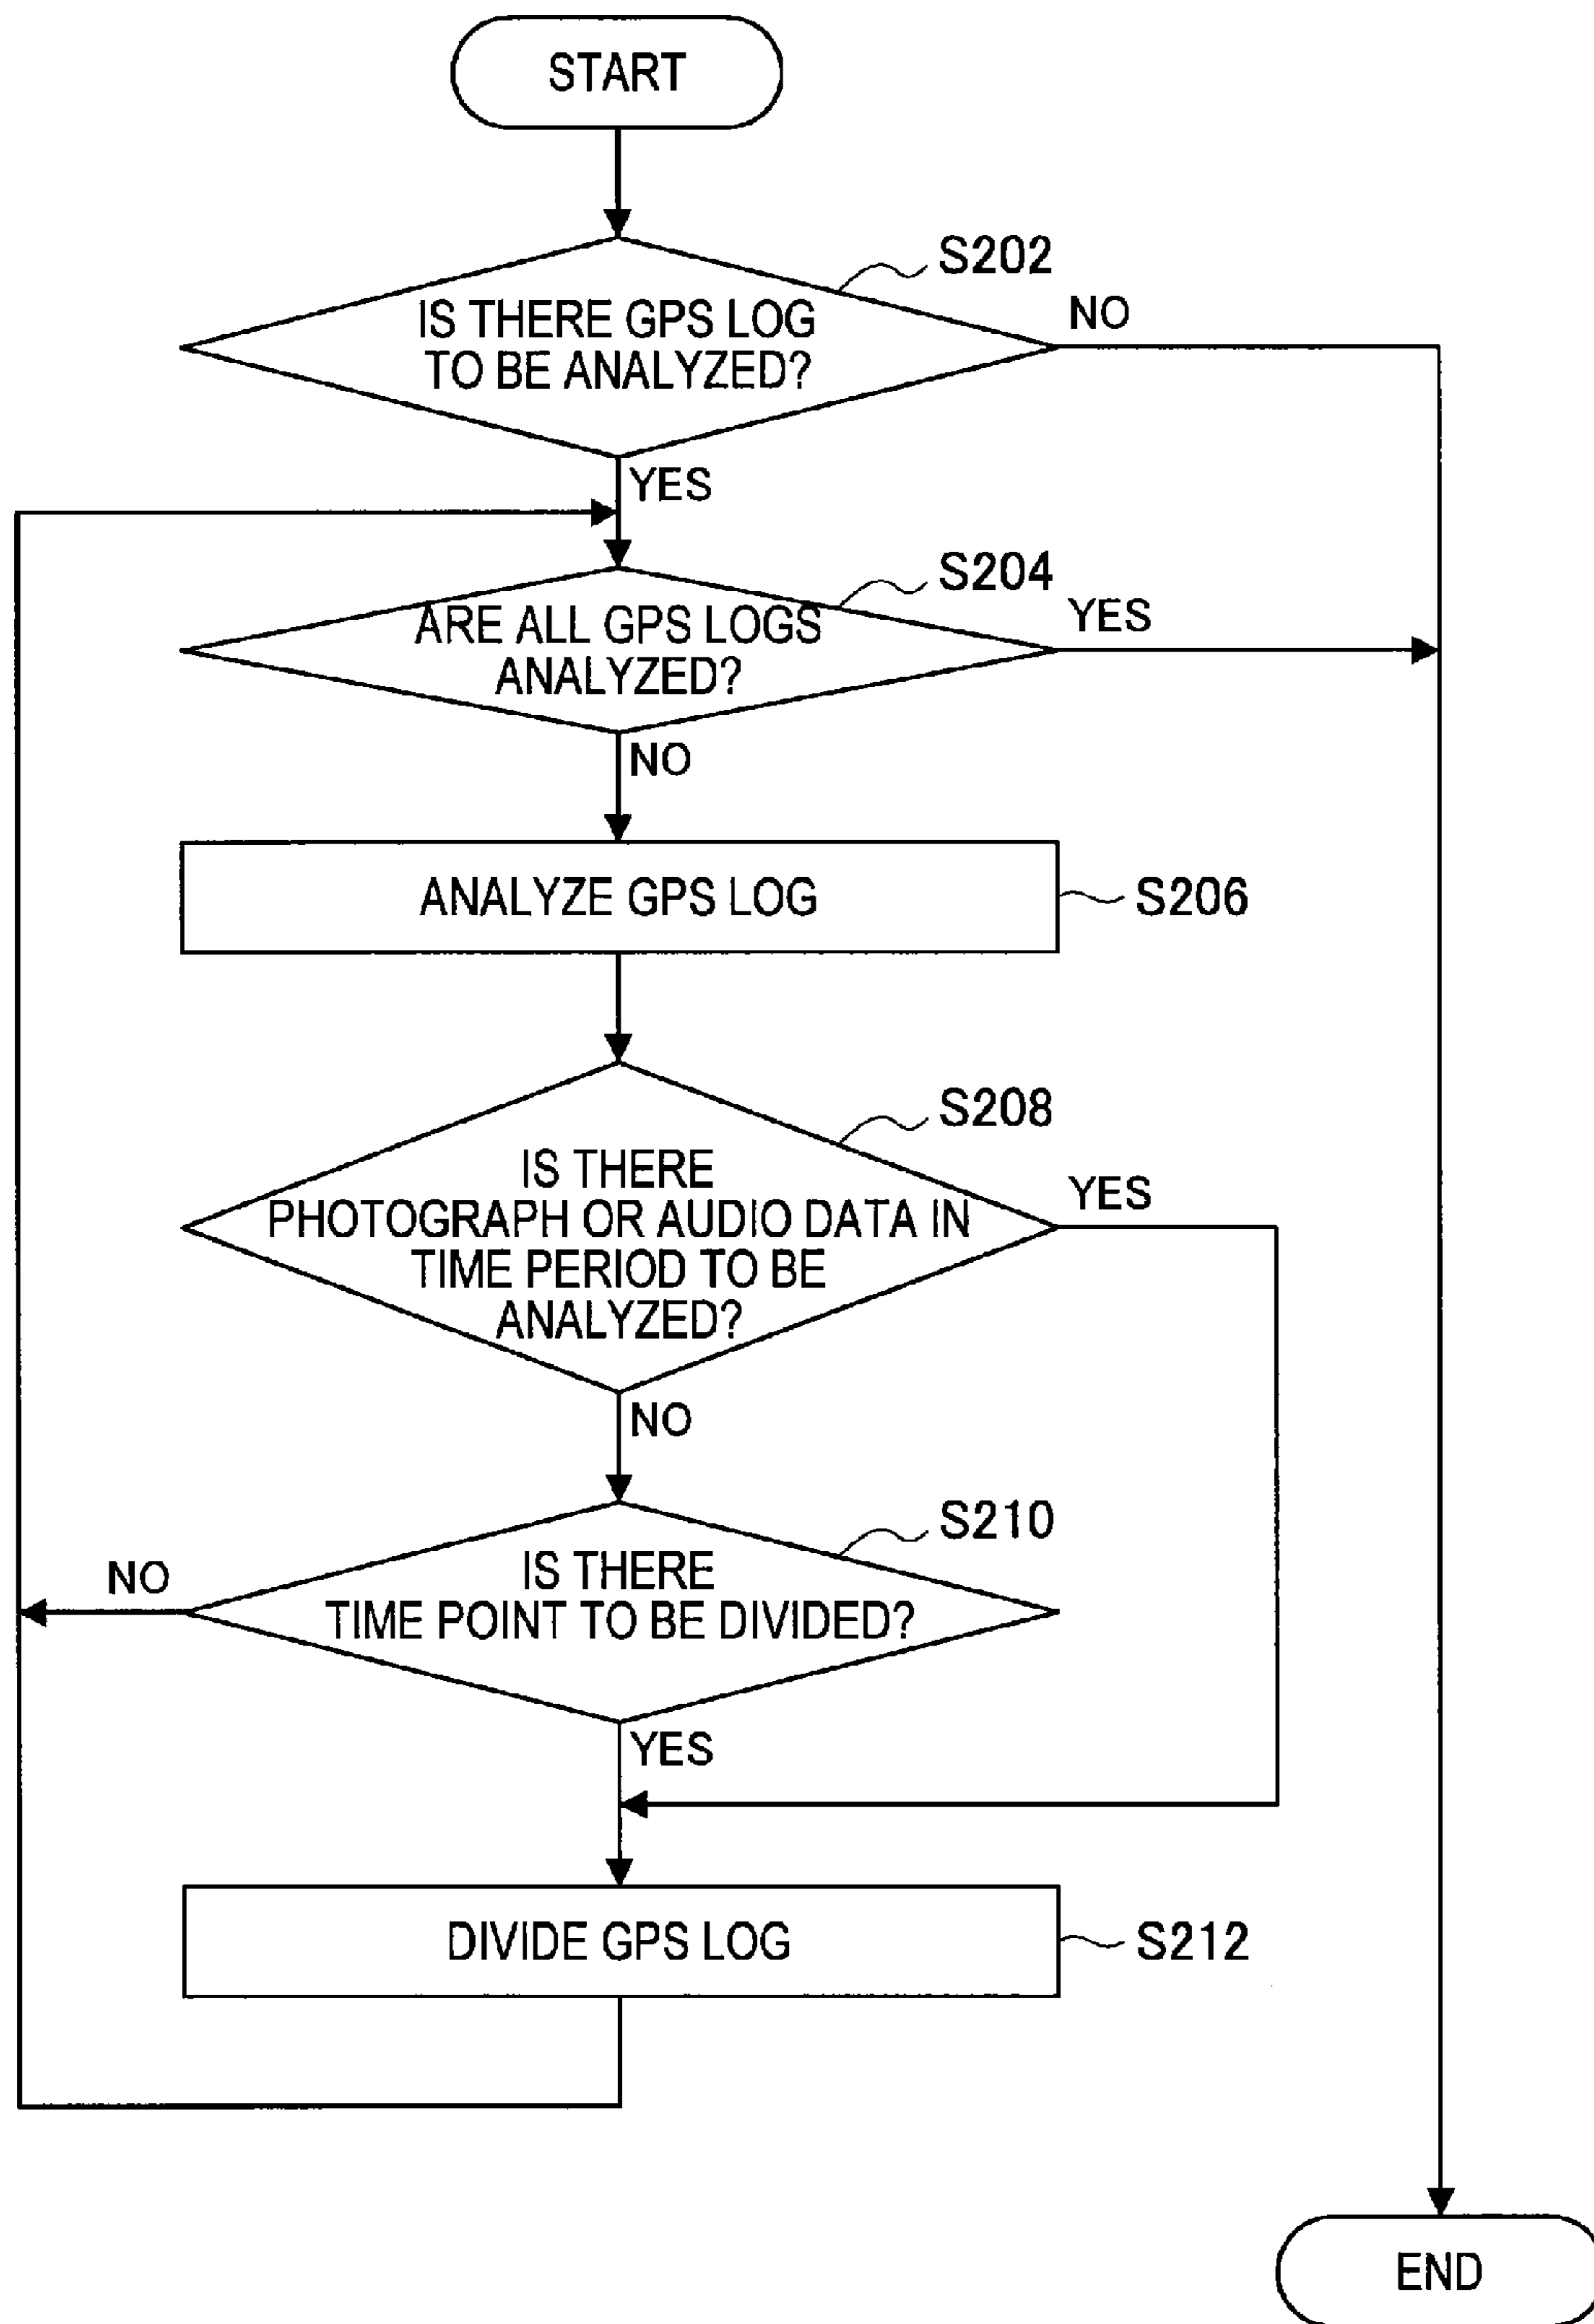 START
S202
IS THERE GPS LOG
TO BE ANALYZED?
NO
YES
S204
ARE ALL GPS LOGS
ANALYZED?
YES
NO
ANALYZE GPS LOG
S206
S208
IS THERE
PHOTOGRAPH OR AUDIO DATA IN
TIME PERIOD TO BE
ANALYZED?
YES
NO
S210
IS THERE
TIME POINT TO BE DIVIDED?
NO
YES
DIVIDE GPS LOG
S212
END